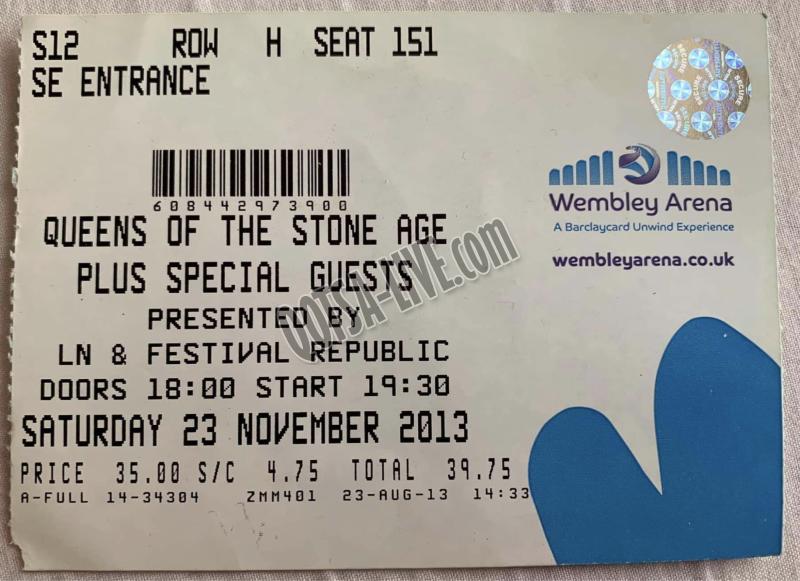 S12 ROW H SEAT 151
SE ENTRANCE
608442973900
QUEENS OF THE STONE AGE
PLUS SPECIAL GUESTS
PRESENTED BY
LN & FESTIVAL REPUBLIC
DOORS 18:00 START 19:30
SATURDAY 23 NOVEMBER 2013
PRICE 35.00 S/C 4.75 TOTAL 39.75
A-FULL 14-34304 ZMM401 23-AUG-13 14:33
QOTSA-LIVE.com
SECURE
Wembley Arena
A Barclaycard Unwind Experience
wembleyarena.co.uk